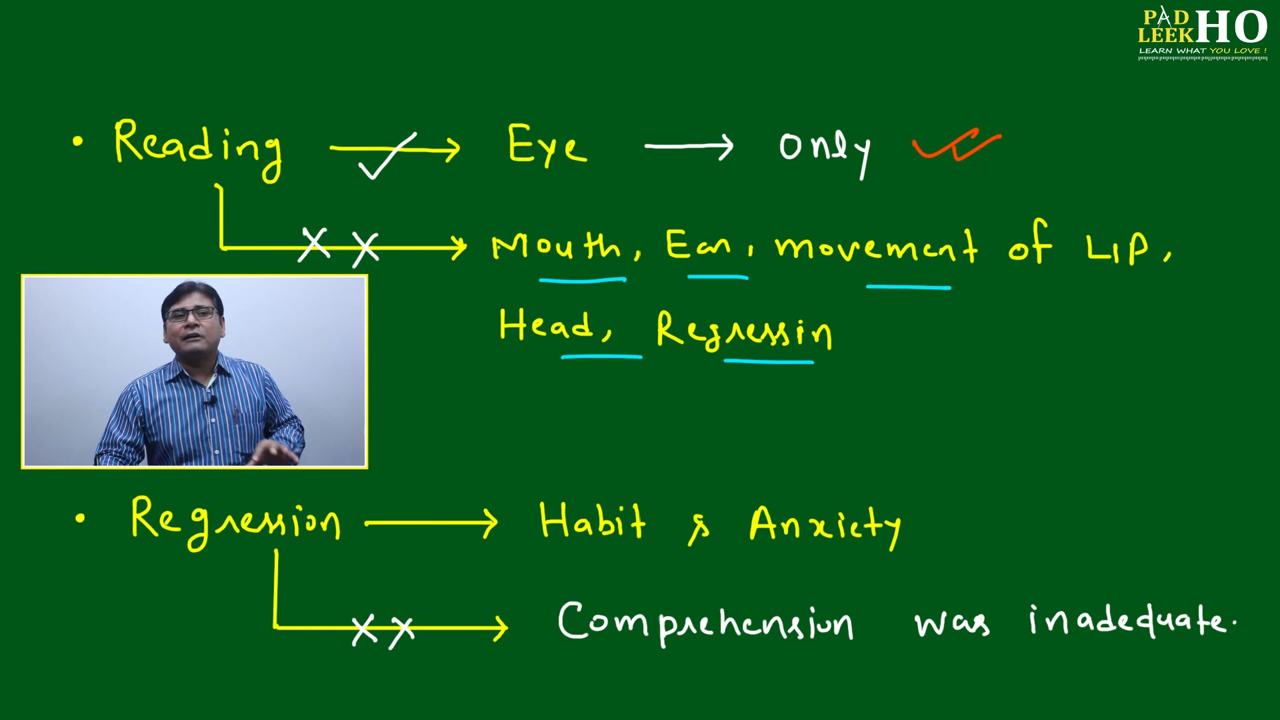 PAD HO
LEEK
LEARN WHAT YOU LOVE !
• Reading → Eye → Only
Mouth, Ear, movement of LIP,
Head, Regressin
• Regression → Habit & Anxiety
Comprehension was inadequate.